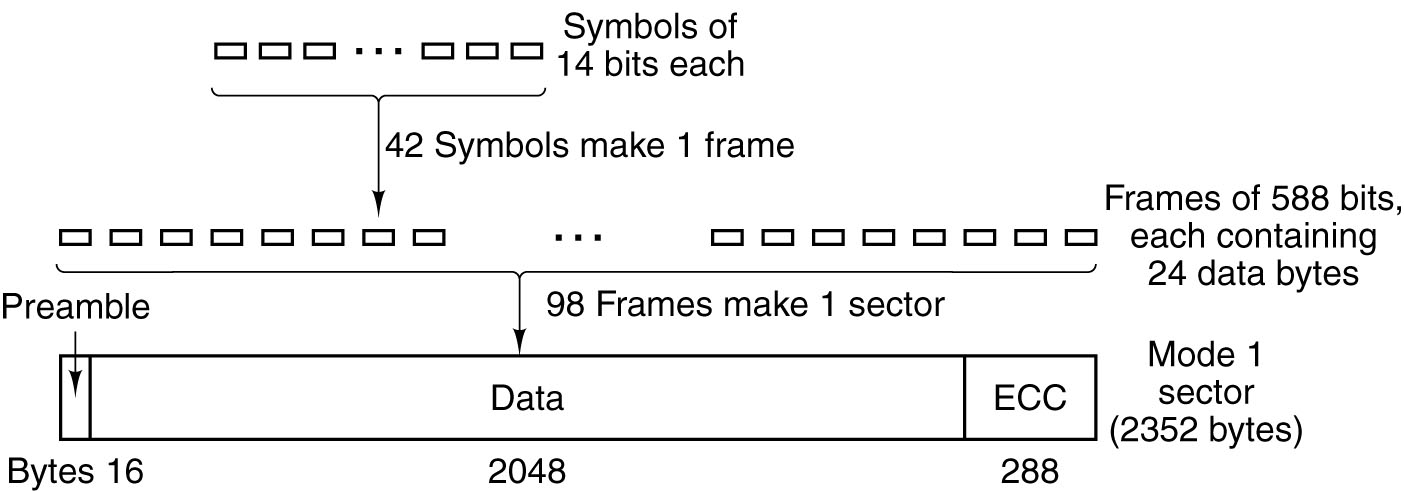 Symbols of
14 bits each
42 Symbols make 1 frame
Frames of 588 bits,
each containing
24 data bytes
Preamble
98 Frames make 1 sector
Mode 1
sector
(2352 bytes)
Data
ECC
Bytes 16
2048
288